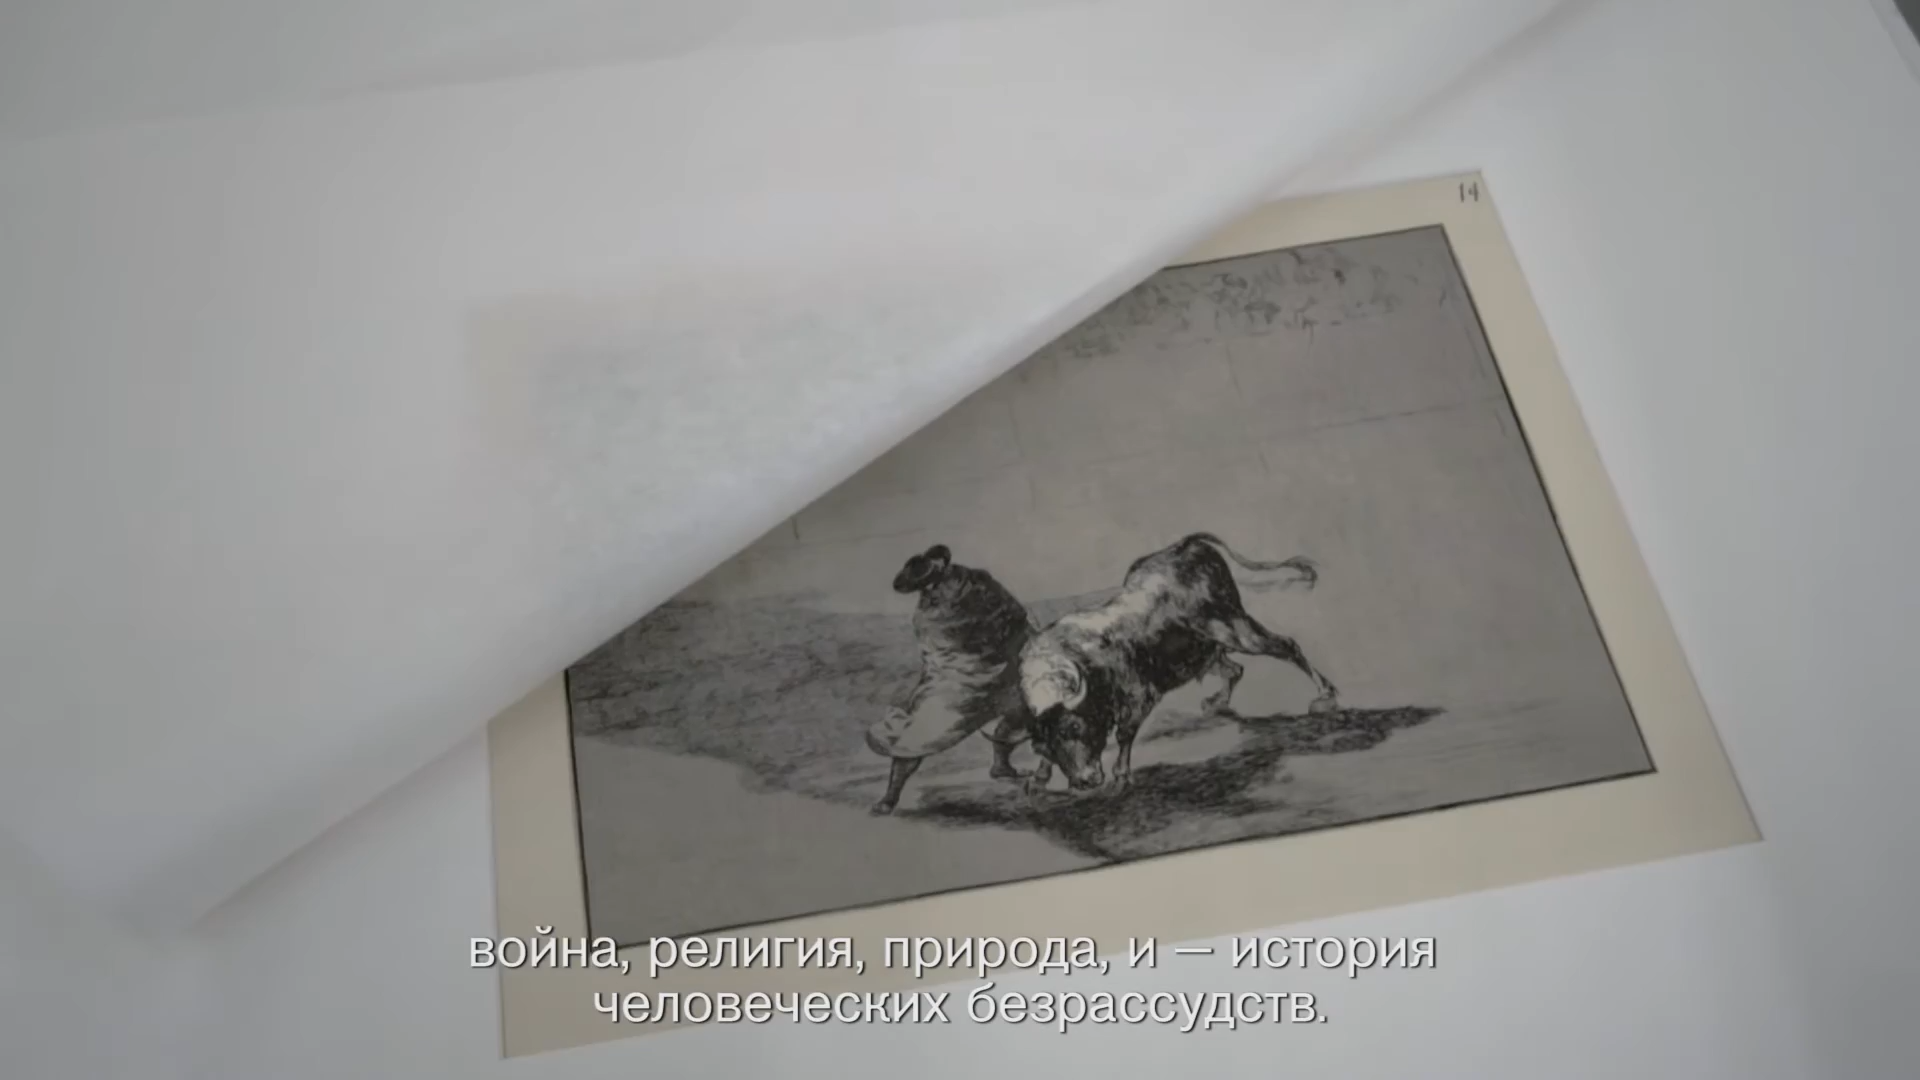 14
война, религия, природа, и — история
человеческих безрассудств.